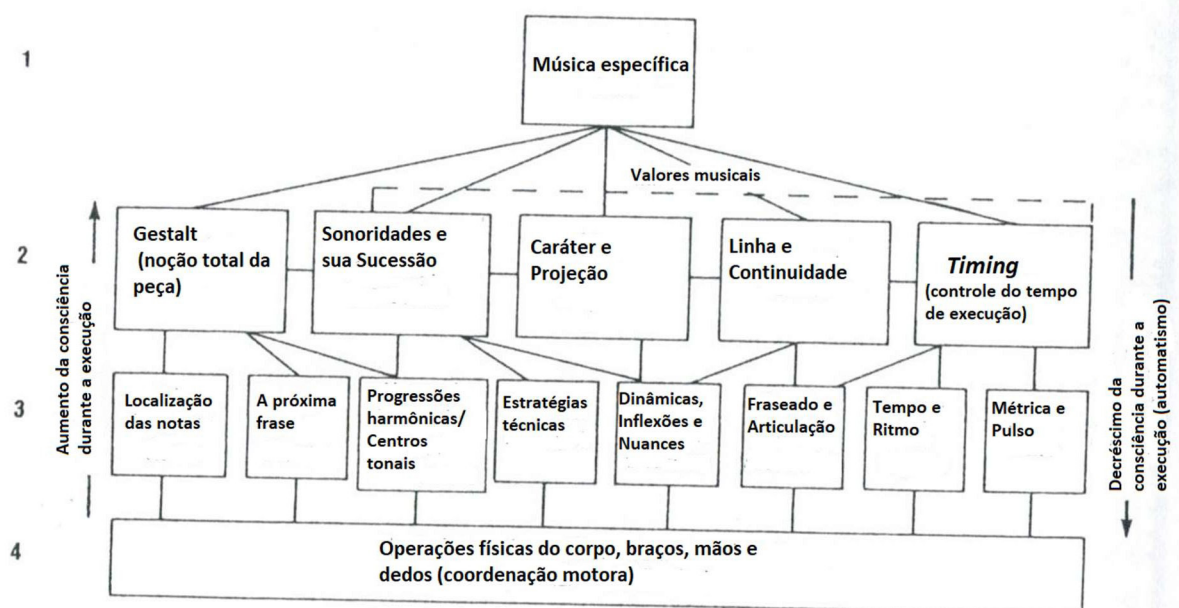 1
Música específica
Valores musicais
2
Gestalt
(noção total da
peça)
Sonoridades e
sua Sucessão
Caráter e
Projeção
Linha e
Continuidade
Timing
(controle do tempo
de execução)
Aumento da consciência
durante a execução
Decréscimo da
consciência durante a
execução (automatismo)
3
Localização
das notas
A próxima
frase
Progressões
harmônicas/
Centros
tonais
Estratégias
técnicas
Dinâmicas,
Inflexões e
Nuances
Fraseado e
Articulação
Tempo e
Ritmo
Métrica e
Pulso
4
Operações físicas do corpo, braços, mãos e
dedos (coordenação motora)